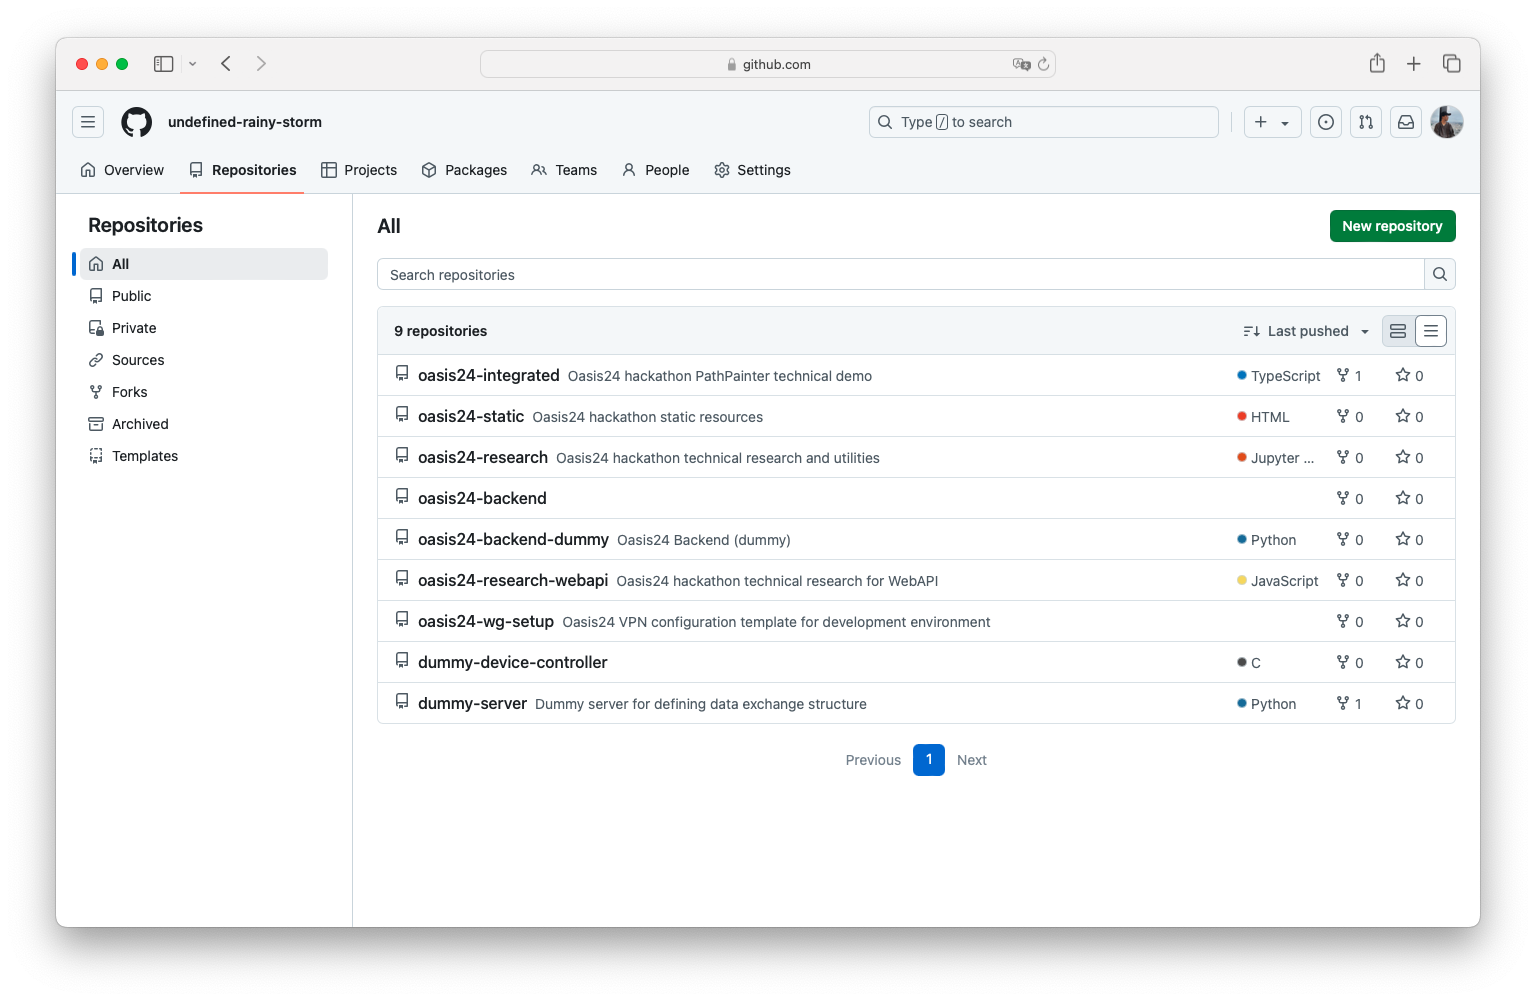 github.com
undefined-rainy-storm
Type / to search
Overview Repositories Projects Packages Teams People Settings
Repositories
All
Public
Private
Sources
Forks
Archived
Templates
All
New repository
Search repositories
9 repositories Last pushed
oasis24-integrated Oasis24 hackathon PathPainter technical demo TypeScript 1 0
oasis24-static Oasis24 hackathon static resources HTML 0 0
oasis24-research Oasis24 hackathon technical research and utilities Jupyter ... 0 0
oasis24-backend 0 0
oasis24-backend-dummy Oasis24 Backend (dummy) Python 0 0
oasis24-research-webapi Oasis24 hackathon technical research for WebAPI JavaScript 0 0
oasis24-wg-setup Oasis24 VPN configuration template for development environment 0 0
dummy-device-controller C 0 0
dummy-server Dummy server for defining data exchange structure Python 1 0
Previous 1 Next